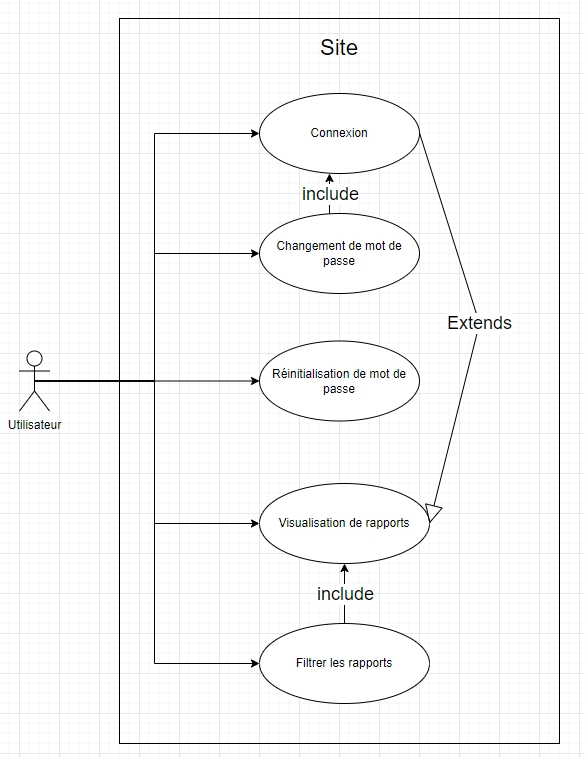 Site
Connexion
include
Changement de mot de
passe
Extends
Réinitialisation de mot de
passe
Utilisateur
Visualisation de rapports
include
Filtrer les rapports